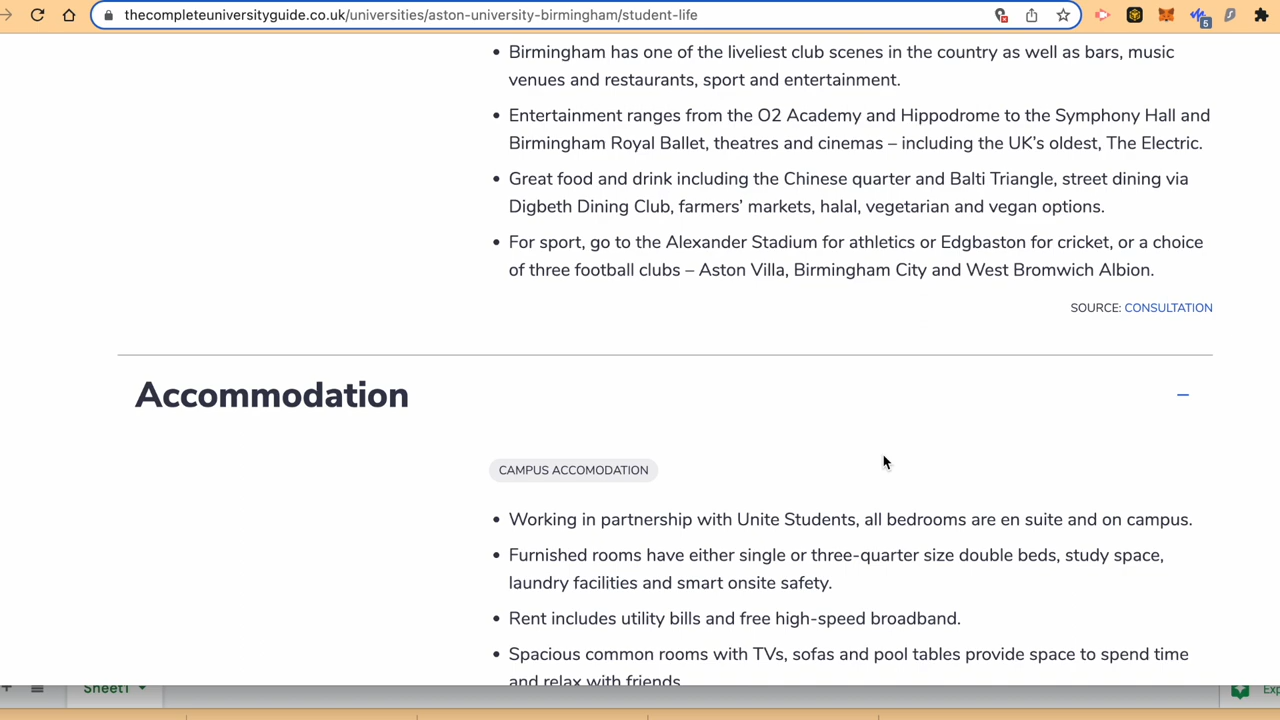 thecompleteuniversityguide.co.uk/universities/aston-university-birmingham/student-life
5
• Birmingham has one of the liveliest club scenes in the country as well as bars, music
venues and restaurants, sport and entertainment.
• Entertainment ranges from the O2 Academy and Hippodrome to the Symphony Hall and
Birmingham Royal Ballet, theatres and cinemas – including the UK's oldest, The Electric.
• Great food and drink including the Chinese quarter and Balti Triangle, street dining via
Digbeth Dining Club, farmers' markets, halal, vegetarian and vegan options.
• For sport, go to the Alexander Stadium for athletics or Edgbaston for cricket, or a choice
of three football clubs – Aston Villa, Birmingham City and West Bromwich Albion.
SOURCE: CONSULTATION
Accommodation
CAMPUS ACCOMODATION
• Working in partnership with Unite Students, all bedrooms are en suite and on campus.
• Furnished rooms have either single or three-quarter size double beds, study space,
laundry facilities and smart onsite safety.
• Rent includes utility bills and free high-speed broadband.
• Spacious common rooms with TVs, sofas and pool tables provide space to spend time
and relax with friends.
Sheet1
Exp